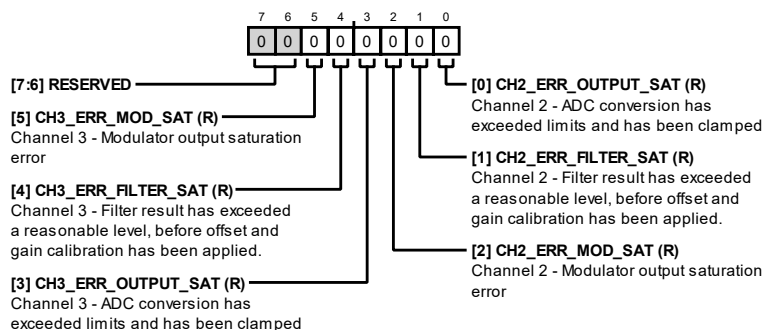 7 6 5 4 3 2 1 0
0 0 0 0 0 0 0 0
[7:6] RESERVED
[5] CH3_ERR_MOD_SAT (R)
Channel 3 - Modulator output saturation
error
[4] CH3_ERR_FILTER_SAT (R)
Channel 3 - Filter result has exceeded
a reasonable level, before offset and
gain calibration has been applied.
[3] CH3_ERR_OUTPUT_SAT (R)
Channel 3 - ADC conversion has
exceeded limits and has been clamped
[0] CH2_ERR_OUTPUT_SAT (R)
Channel 2 - ADC conversion has
exceeded limits and has been clamped
[1] CH2_ERR_FILTER_SAT (R)
Channel 2 - Filter result has exceeded
a reasonable level, before offset and
gain calibration has been applied.
[2] CH2_ERR_MOD_SAT (R)
Channel 2 - Modulator output saturation
error